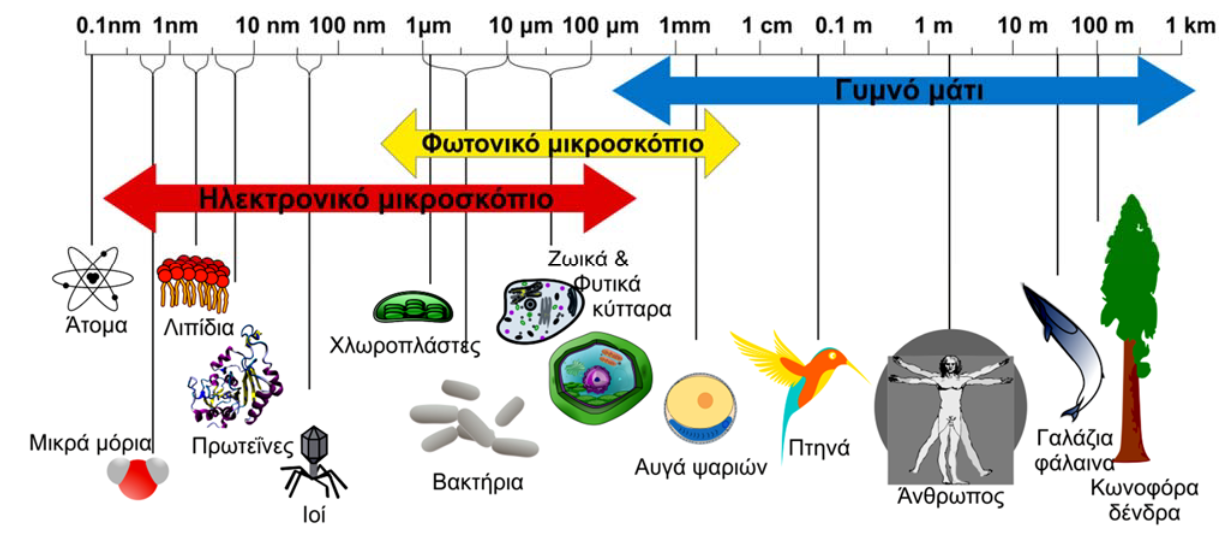 0.1nm 1nm 10 nm 100 nm 1μm 10 μm 100 μm 1mm 1 cm 0.1 m 1 m 10 m 100 m 1 km
Γυμνό μάτι
Φωτονικό μικροσκόπιο
Ηλεκτρονικό μικροσκόπιο
Ζωικά &
Φυτικά
κύτταρα
Άτομα
Λιπίδια
Χλωροπλάστες
Μικρά μόρια
Πρωτεΐνες
Ιοί
Βακτήρια
Αυγά ψαριών
Πτηνά
Άνθρωπος
Γαλάζια
φάλαινα
Κωνοφόρα
δένδρα